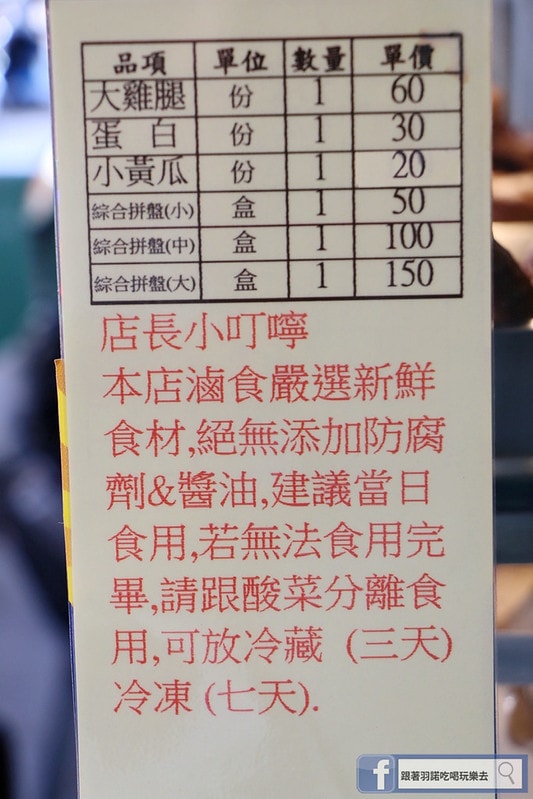 品項 單位 數量 單價
大雞腿 份 1 60
蛋 白 份 1 30
小黃瓜 份 1 20
綜合拼盤(小) 盒 1 50
綜合拼盤(中) 盒 1 100
綜合拼盤(大) 盒 1 150
店長小叮嚀
本店滷食嚴選新鮮
食材,絕無添加防腐
劑&醬油,建議當日
食用,若無法食用完
畢,請跟酸菜分離食
用,可放冷藏 (三天)
冷凍 (七天).
f 跟著羽諾吃喝玩樂去